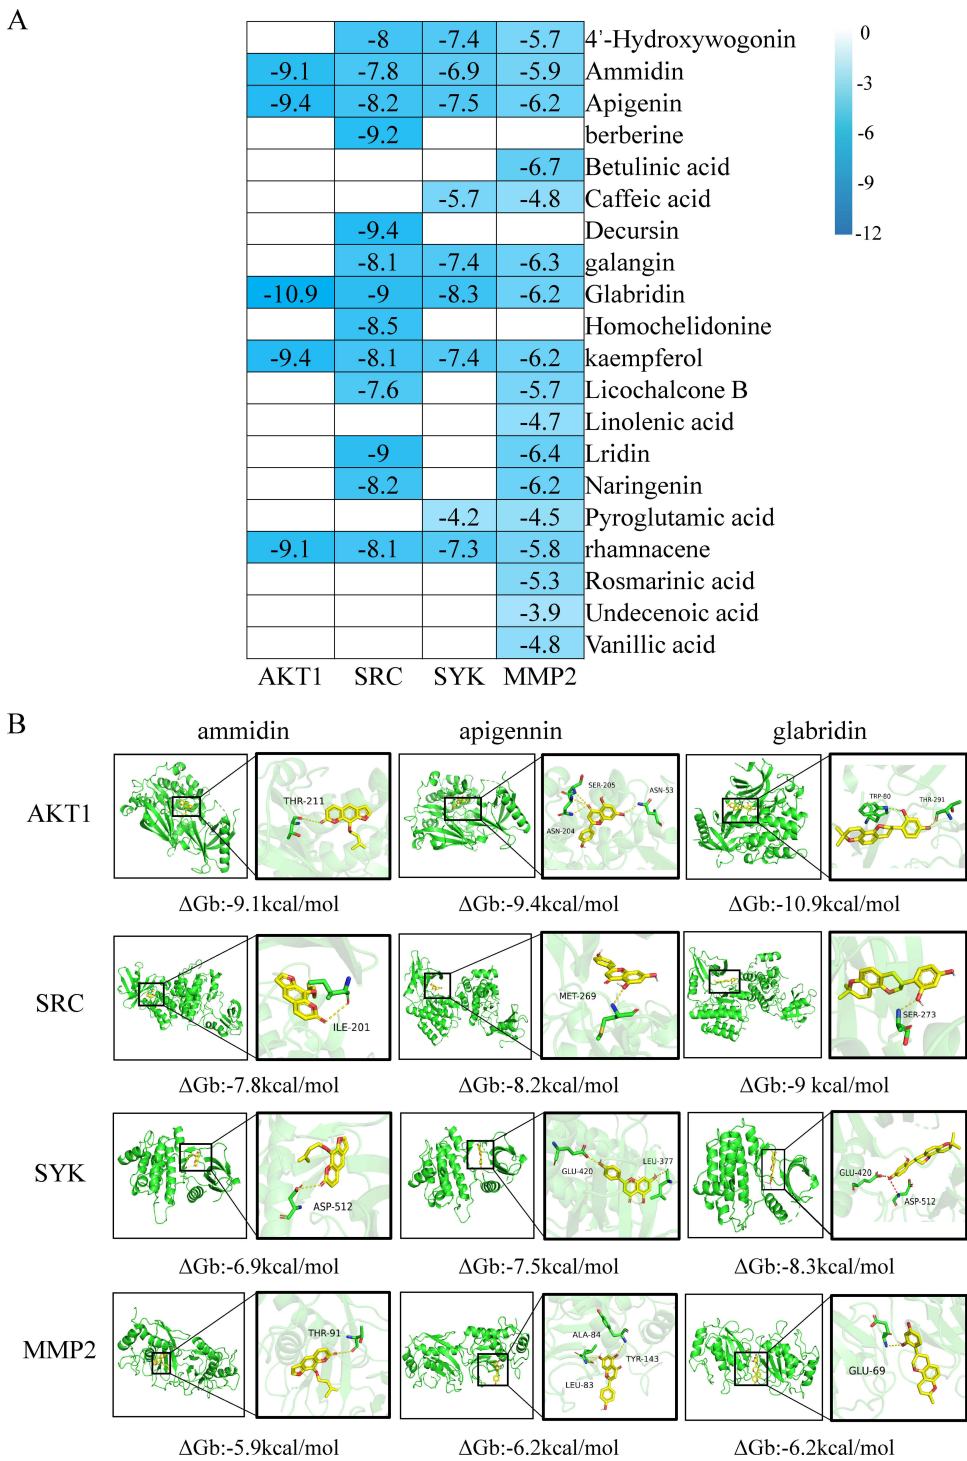 A
-8 -7.4 -5.7 4'-Hydroxywogonin
-9.1 -7.8 -6.9 -5.9 Ammidin
-9.4 -8.2 -7.5 -6.2 Apigenin
-9.2 berberine
-6.7 Betulinic acid
-5.7 -4.8 Caffeic acid
-9.4 Decursin
-8.1 -7.4 -6.3 galangin
-10.9 -9 -8.3 -6.2 Glabridin
-8.5 Homochelidonine
-9.4 -8.1 -7.4 -6.2 kaempferol
-7.6 -5.7 Licochalcone B
-4.7 Linolenic acid
-9 -6.4 Lridin
-8.2 -6.2 Naringenin
-4.2 -4.5 Pyroglutamic acid
-9.1 -8.1 -7.3 -5.8 rhamnacene
-5.3 Rosmarinic acid
-3.9 Undecenoic acid
-4.8 Vanillic acid
AKT1 SRC SYK MMP2
0
-3
-6
-9
-12
B
ammidin apigennin glabridin
AKT1
THR-211
SER-205
ASN-53
ASN-204
TRP-80
THR-291
ΔGb:-9.1kcal/mol ΔGb:-9.4kcal/mol ΔGb:-10.9kcal/mol
SRC
ILE-201
MET-269
SER-273
ΔGb:-7.8kcal/mol ΔGb:-8.2kcal/mol ΔGb:-9 kcal/mol
SYK
ASP-512
GLU-420
LEU-377
GLU-420
ASP-512
ΔGb:-6.9kcal/mol ΔGb:-7.5kcal/mol ΔGb:-8.3kcal/mol
MMP2
THR-91
ALA-84
TYR-143
LEU-83
GLU-69
ΔGb:-5.9kcal/mol ΔGb:-6.2kcal/mol ΔGb:-6.2kcal/mol